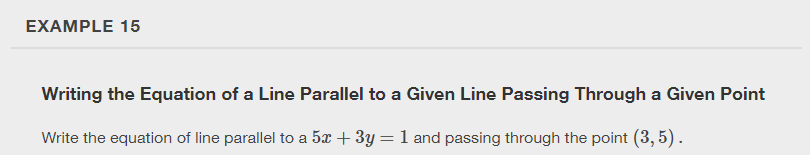 EXAMPLE 15
Writing the Equation of a Line Parallel to a Given Line Passing Through a Given Point
Write the equation of line parallel to a 5x + 3y = 1 and passing through the point (3, 5) .